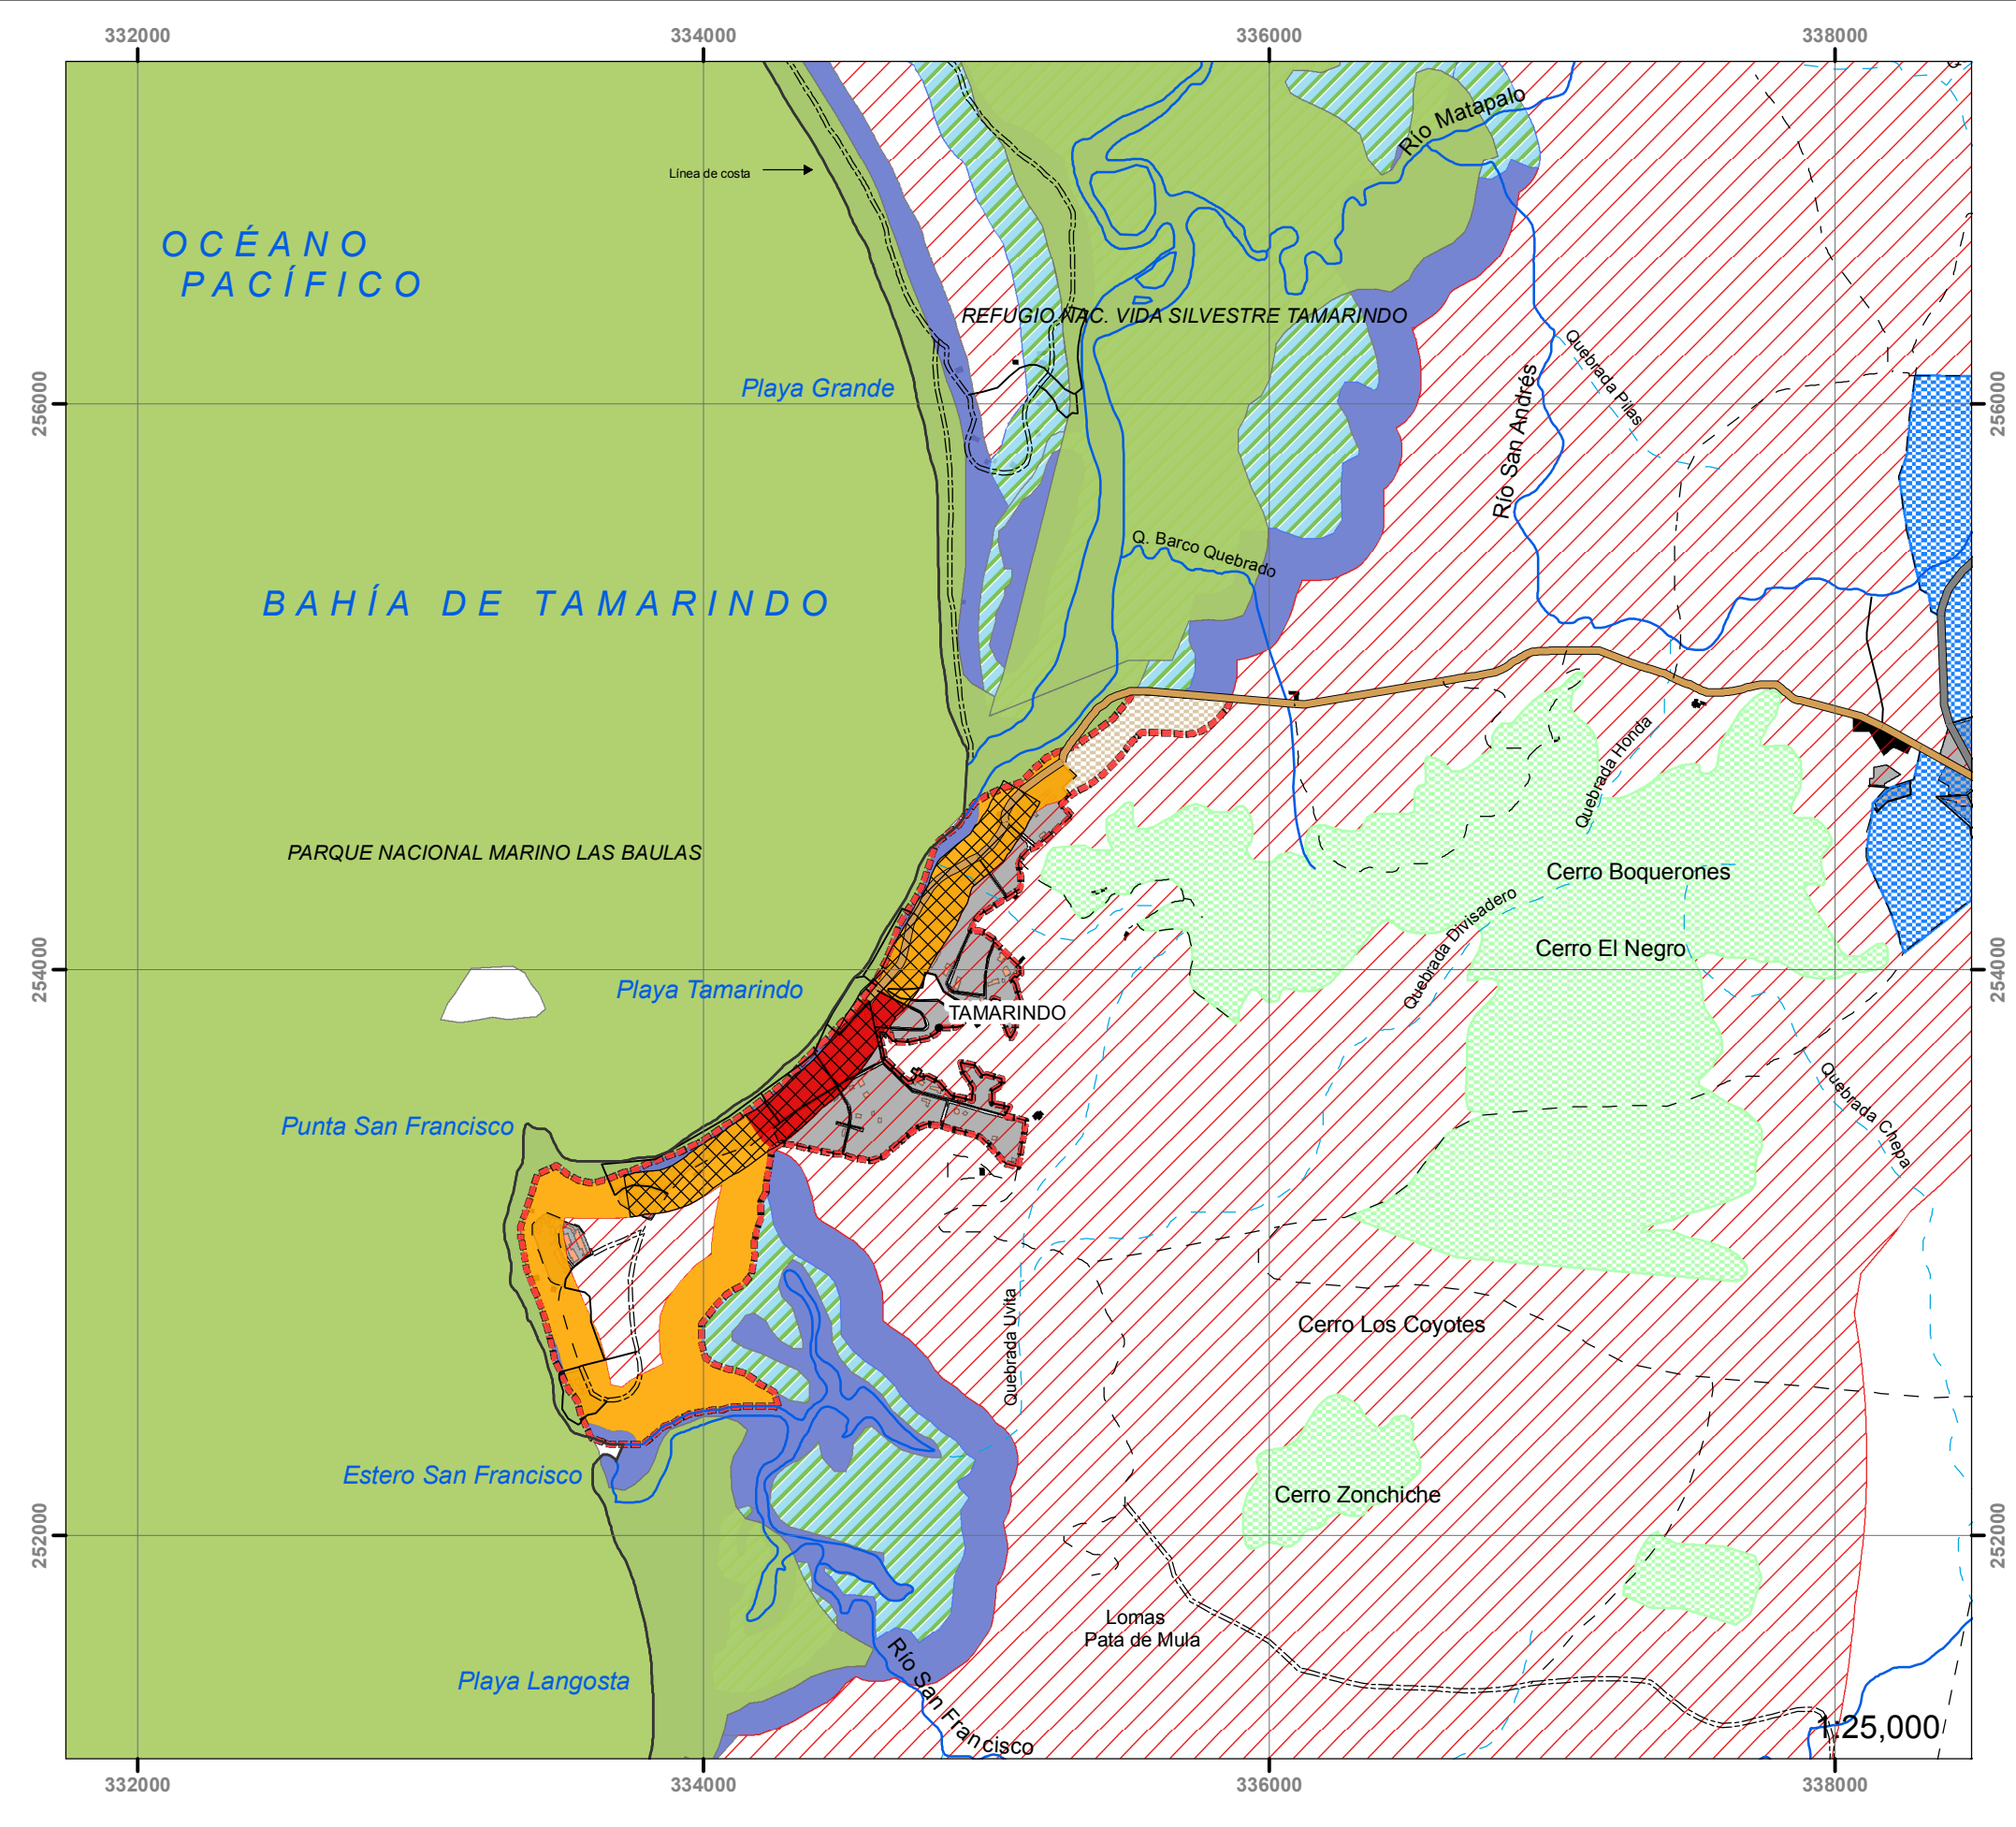 332000
334000
336000
338000
Río Matapalo
Línea de costa
OCÉANO
PACÍFICO
REFUGIO NAC. VIDA SILVESTRE TAMARINDO
Quebrada Pilas
256000
256000
Playa Grande
Río San Andrés
Q. Barco Quebrado
BAHÍA DE TAMARINDO
Quebrada Honda
PARQUE NACIONAL MARINO LAS BAULAS
Cerro Boquerones
Quebrada Divisadero
Cerro El Negro
254000
254000
Playa Tamarindo
TAMARINDO
Quebrada Chepa
Punta San Francisco
Quebrada Uvita
Cerro Los Coyotes
Estero San Francisco
Cerro Zonchiche
252000
252000
Lomas
Pata de Mula
Río San Francisco
Playa Langosta
1:25,000
332000
334000
336000
338000